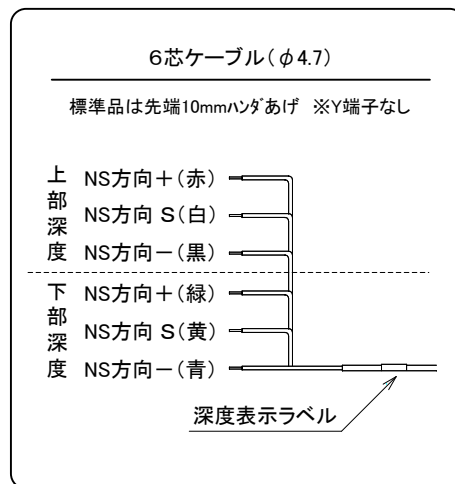 6芯ケーブル(φ4.7)
標準品は先端10mmハンダあげ ※Y端子なし
上部深度
NS方向+(赤)
NS方向 S(白)
NS方向-(黒)
下部深度
NS方向+(緑)
NS方向 S(黄)
NS方向-(青)
深度表示ラベル